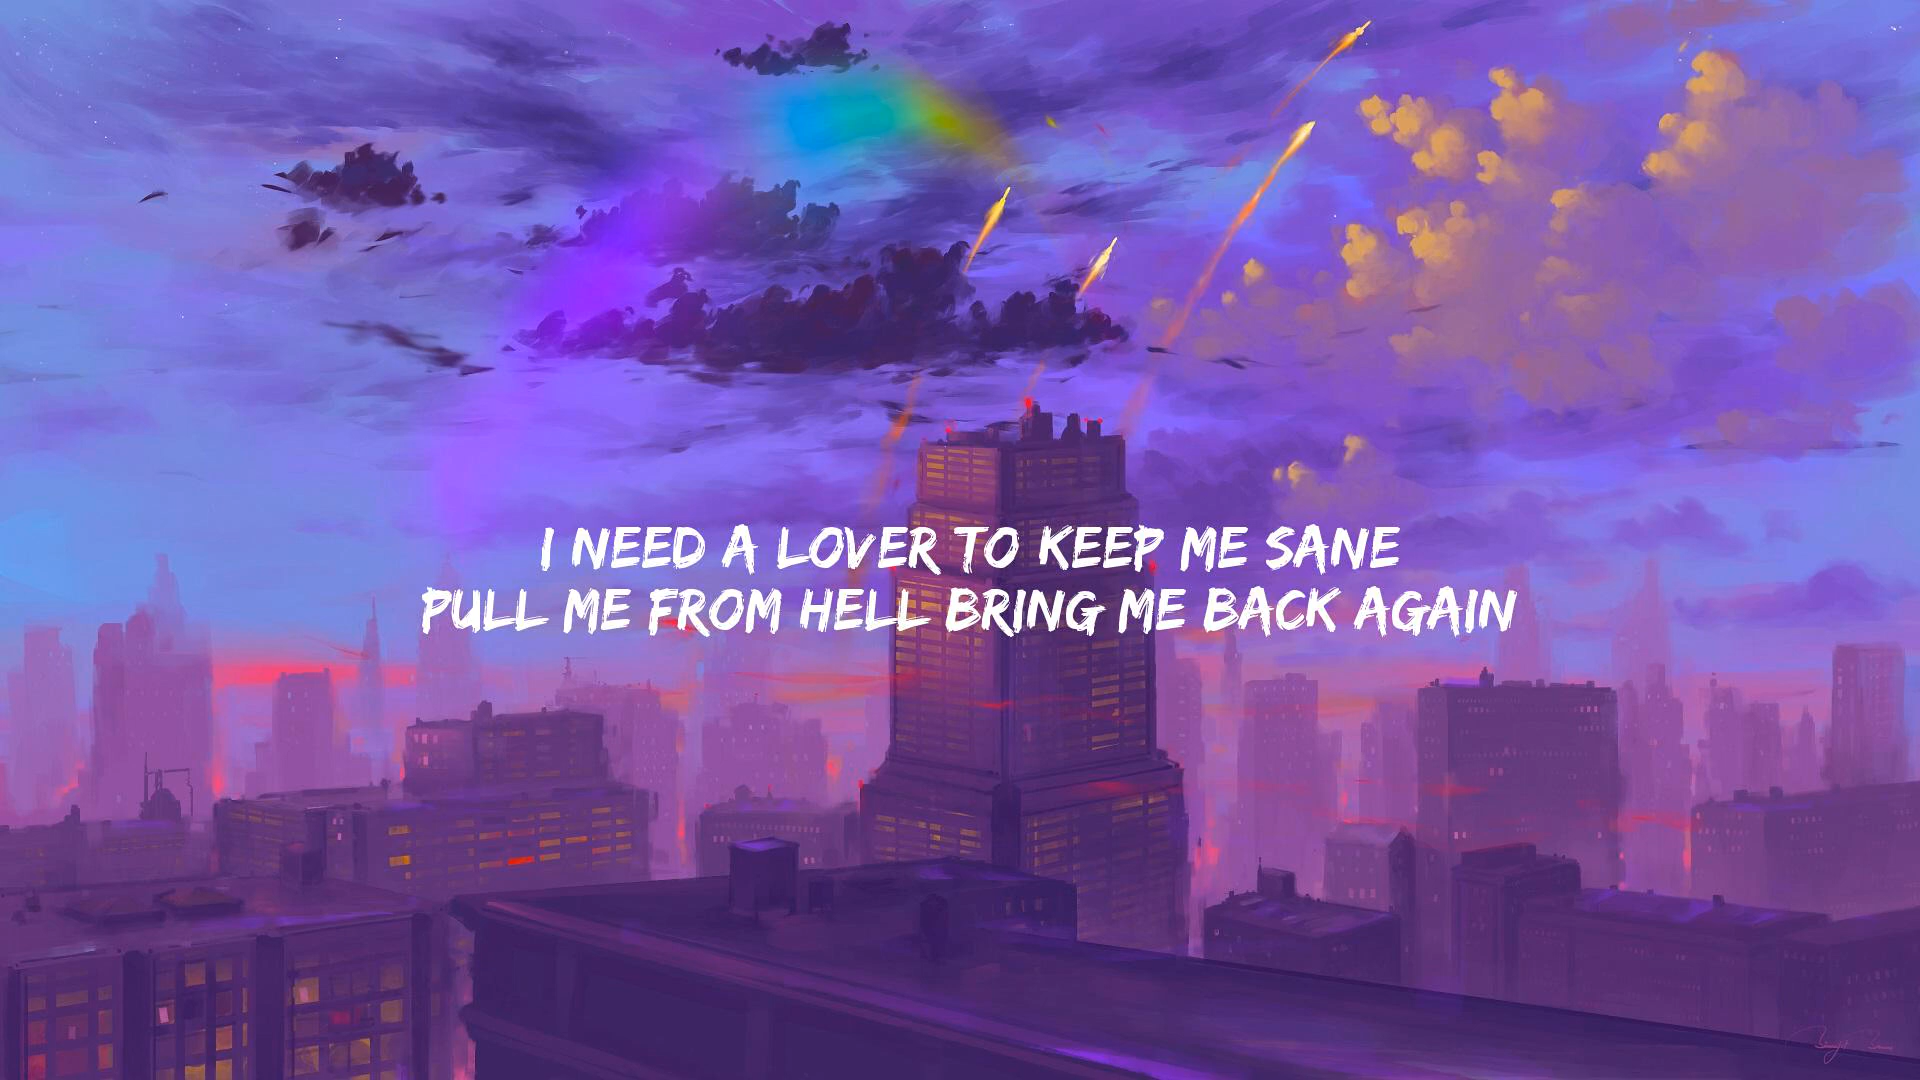 I NEED A LOVER TO KEEP ME SANE
PULL ME FROM HELL BRING ME BACK AGAIN